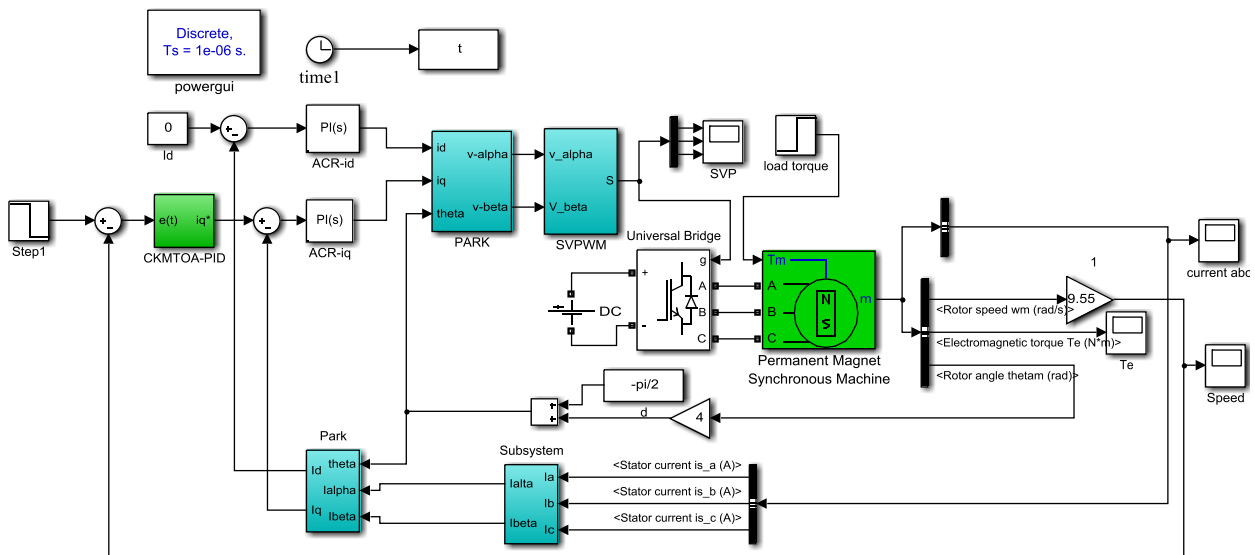 Discrete,
Ts = 1e-06 s.
powergui
time1
t
0
Id
PI(s)
ACR-id
Step1
e(t) iq*
CKMTOA-PID
PI(s)
ACR-iq
id
iq
theta
v-alpha
v-beta
PARK
v_alpha
V_beta
S
SVPWM
SVP
load torque
Universal Bridge
g
+
-
A
B
C
DC
Tm
A
B
C
m
N
S
Permanent Magnet
Synchronous Machine
current abc
1
9.55
<Rotor speed wm (rad/s)>
<Electromagnetic torque Te (N*m)>
Te
<Rotor angle thetam (rad)>
Speed
-pi/2
d
4
Park
theta
Ialpha
Ibeta
Id
Iq
Subsystem
Ialta
Ibeta
Ia
Ib
Ic
<Stator current is_a (A)>
<Stator current is_b (A)>
<Stator current is_c (A)>